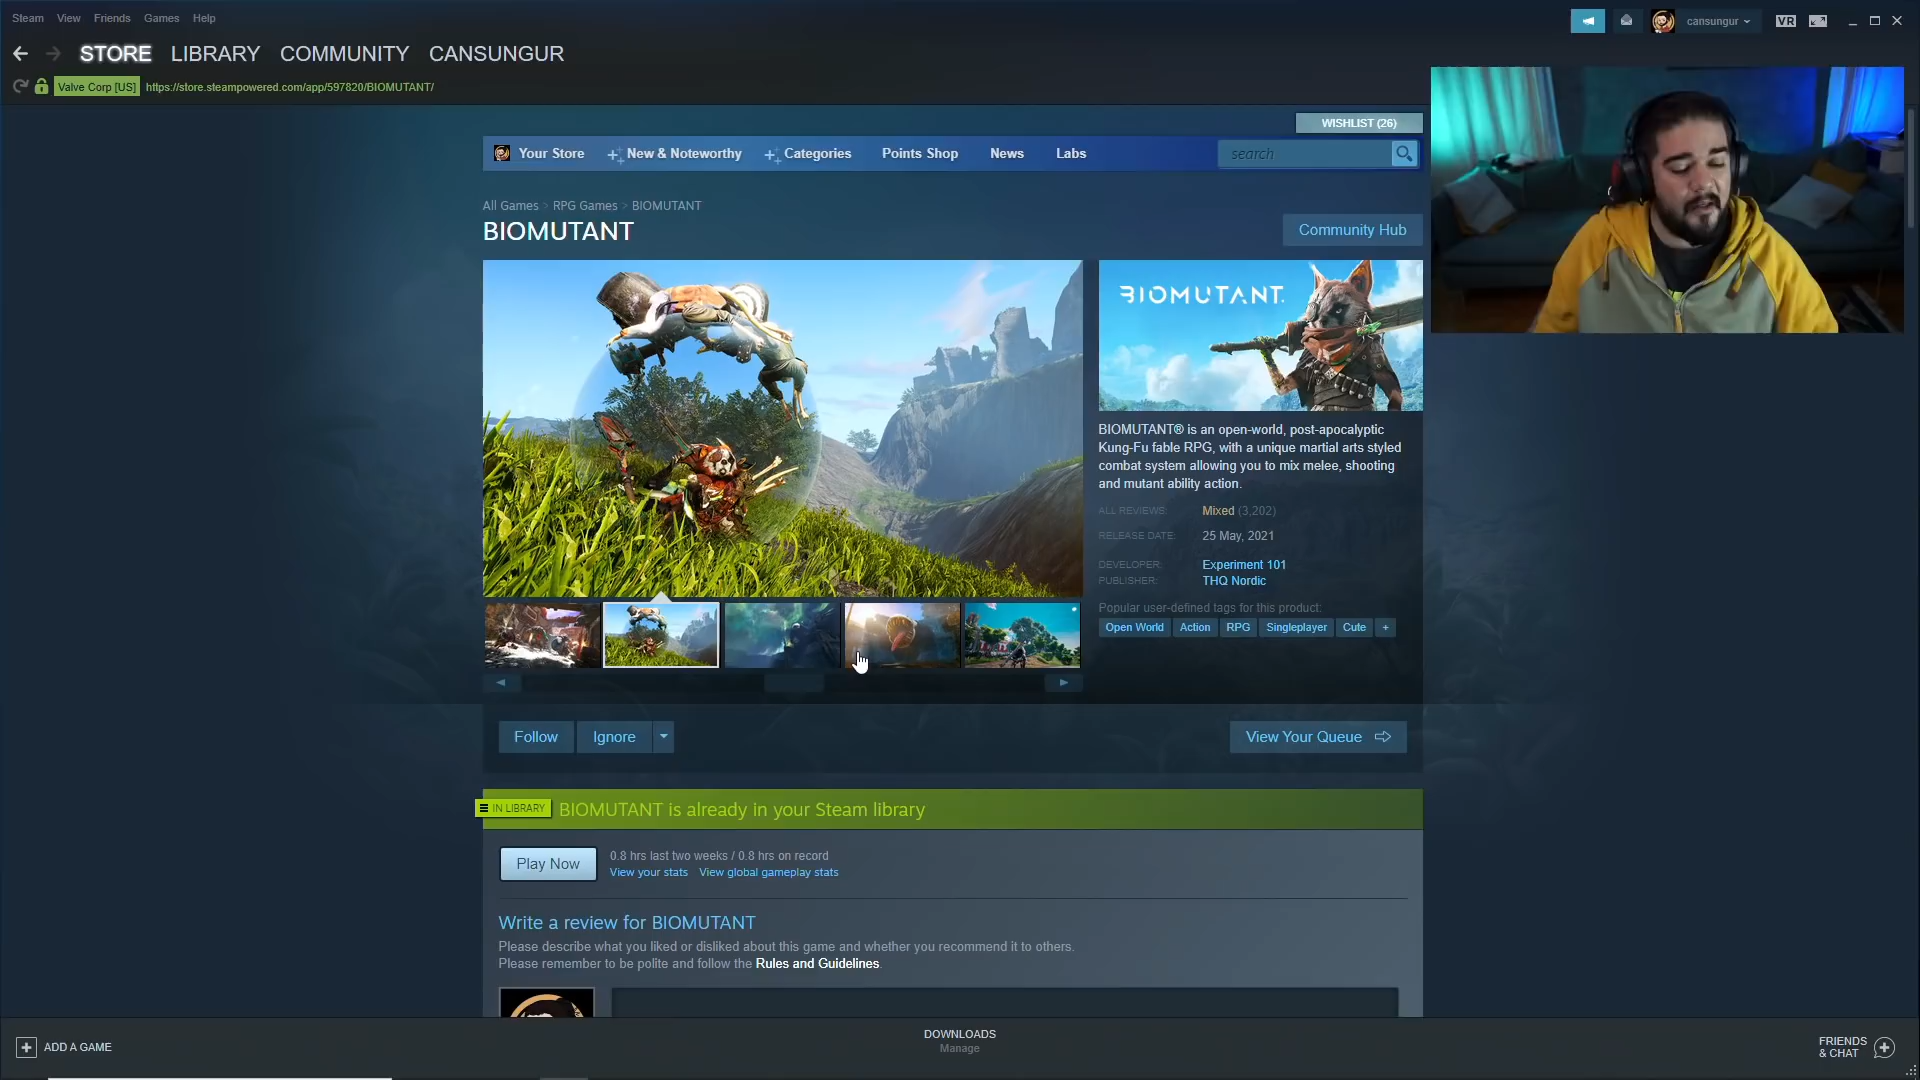 Steam View Friends Games Help
cansungur
VR
STORE LIBRARY COMMUNITY CANSUNGUR
Valve Corp [US] https://store.steampowered.com/app/597820/BIOMUTANT/
WISHLIST (26)
Your Store New & Noteworthy Categories Points Shop News Labs
search
All Games > RPG Games > BIOMUTANT
BIOMUTANT
Community Hub
BIOMUTANT
BIOMUTANT® is an open-world, post-apocalyptic
Kung-Fu fable RPG, with a unique martial arts styled
combat system allowing you to mix melee, shooting
and mutant ability action.
ALL REVIEWS: Mixed (3,202)
RELEASE DATE: 25 May, 2021
DEVELOPER: Experiment 101
PUBLISHER: THQ Nordic
Popular user-defined tags for this product:
Open World Action RPG Singleplayer Cute +
Follow Ignore
View Your Queue
IN LIBRARY BIOMUTANT is already in your Steam library
Play Now
0.8 hrs last two weeks / 0.8 hrs on record
View your stats View global gameplay stats
Write a review for BIOMUTANT
Please describe what you liked or disliked about this game and whether you recommend it to others.
Please remember to be polite and follow the Rules and Guidelines.
ADD A GAME
DOWNLOADS
Manage
FRIENDS
& CHAT